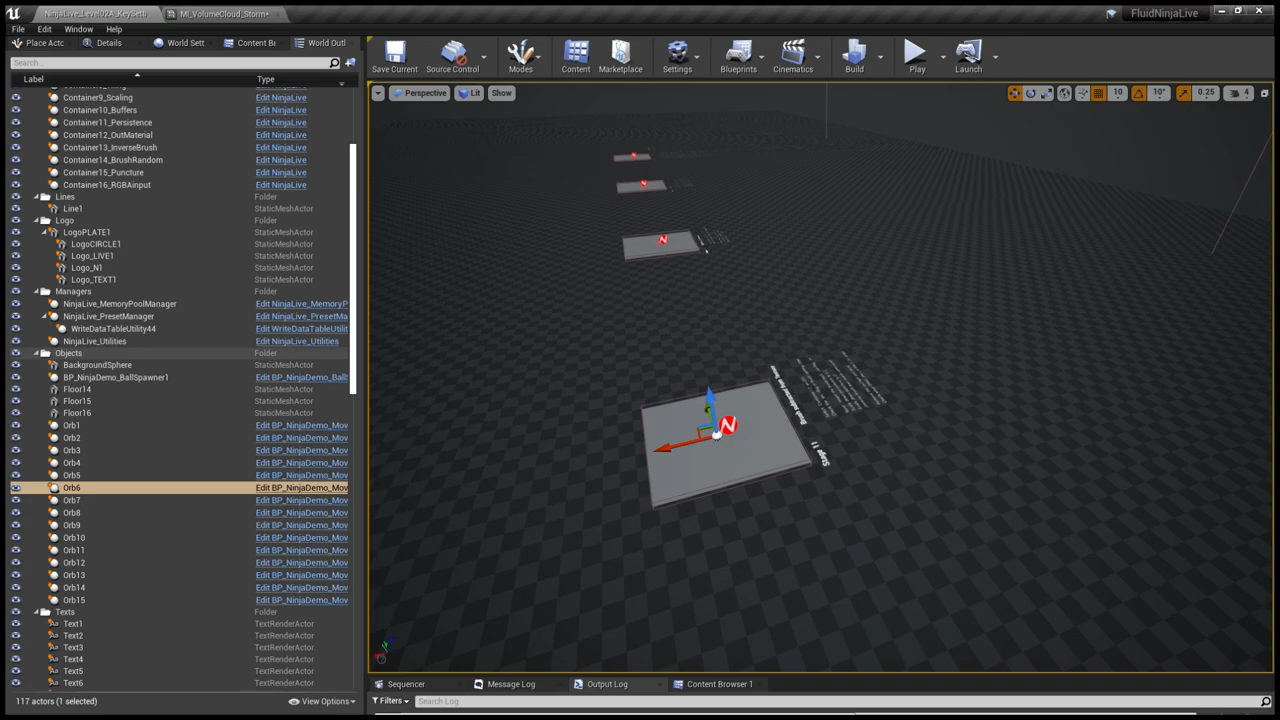 NinjaLive_Level02A_KeySetti
MI_VolumeCloud_Storm*
FluidNinjaLive
File Edit Window Help
Place Actc
Details
World Sett
Content Bi
World Outl
Save Current
Source Control
Modes
Content
Marketplace
Settings
Blueprints
Cinematics
Build
Play
Launch
Search...
Perspective
Lit
Show
10
10°
0.25
4
Label Type
Container9_Scaling Edit NinjaLive
Container10_Buffers Edit NinjaLive
Container11_Persistence Edit NinjaLive
Container12_OutMaterial Edit NinjaLive
Container13_InverseBrush Edit NinjaLive
Container14_BrushRandom Edit NinjaLive
Container15_Puncture Edit NinjaLive
Container16_RGBAinput Edit NinjaLive
Lines Folder
Line1 StaticMeshActor
Logo Folder
LogoPLATE1 StaticMeshActor
LogoCIRCLE1 StaticMeshActor
Logo_LIVE1 StaticMeshActor
Logo_N1 StaticMeshActor
Logo_TEXT1 StaticMeshActor
Managers Folder
NinjaLive_MemoryPoolManager Edit NinjaLive_MemoryP
NinjaLive_PresetManager Edit NinjaLive_PresetMa
WriteDataTableUtility44 Edit WriteDataTableUtilit
NinjaLive_Utilities Edit NinjaLive_Utilities
Objects Folder
BackgroundSphere StaticMeshActor
BP_NinjaDemo_BallSpawner1 Edit BP_NinjaDemo_Ball
Floor14 StaticMeshActor
Floor15 StaticMeshActor
Floor16 StaticMeshActor
Orb1 Edit BP_NinjaDemo_Mov
Orb2 Edit BP_NinjaDemo_Mov
Orb3 Edit BP_NinjaDemo_Mov
Orb4 Edit BP_NinjaDemo_Mov
Orb5 Edit BP_NinjaDemo_Mov
Orb6 Edit BP_NinjaDemo_Mov
Orb7 Edit BP_NinjaDemo_Mov
Orb8 Edit BP_NinjaDemo_Mov
Orb9 Edit BP_NinjaDemo_Mov
Orb10 Edit BP_NinjaDemo_Mov
Orb11 Edit BP_NinjaDemo_Mov
Orb12 Edit BP_NinjaDemo_Mov
Orb13 Edit BP_NinjaDemo_Mov
Orb14 Edit BP_NinjaDemo_Mov
Orb15 Edit BP_NinjaDemo_Mov
Texts Folder
Text1 TextRenderActor
Text2 TextRenderActor
Text3 TextRenderActor
Text4 TextRenderActor
Text5 TextRenderActor
Text6 TextRenderActor
N
Stage 11
117 actors (1 selected)
View Options
Sequencer
Message Log
Output Log
Content Browser 1
Filters
Search Log